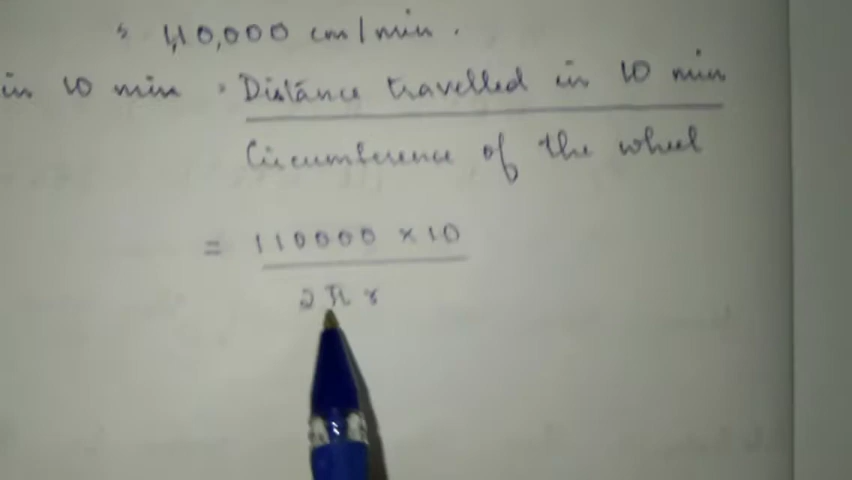 = 1,10,000 cm/min.
in 10 min = Distance travelled in 10 min
Circumference of the wheel
= 110000 × 10
2πr